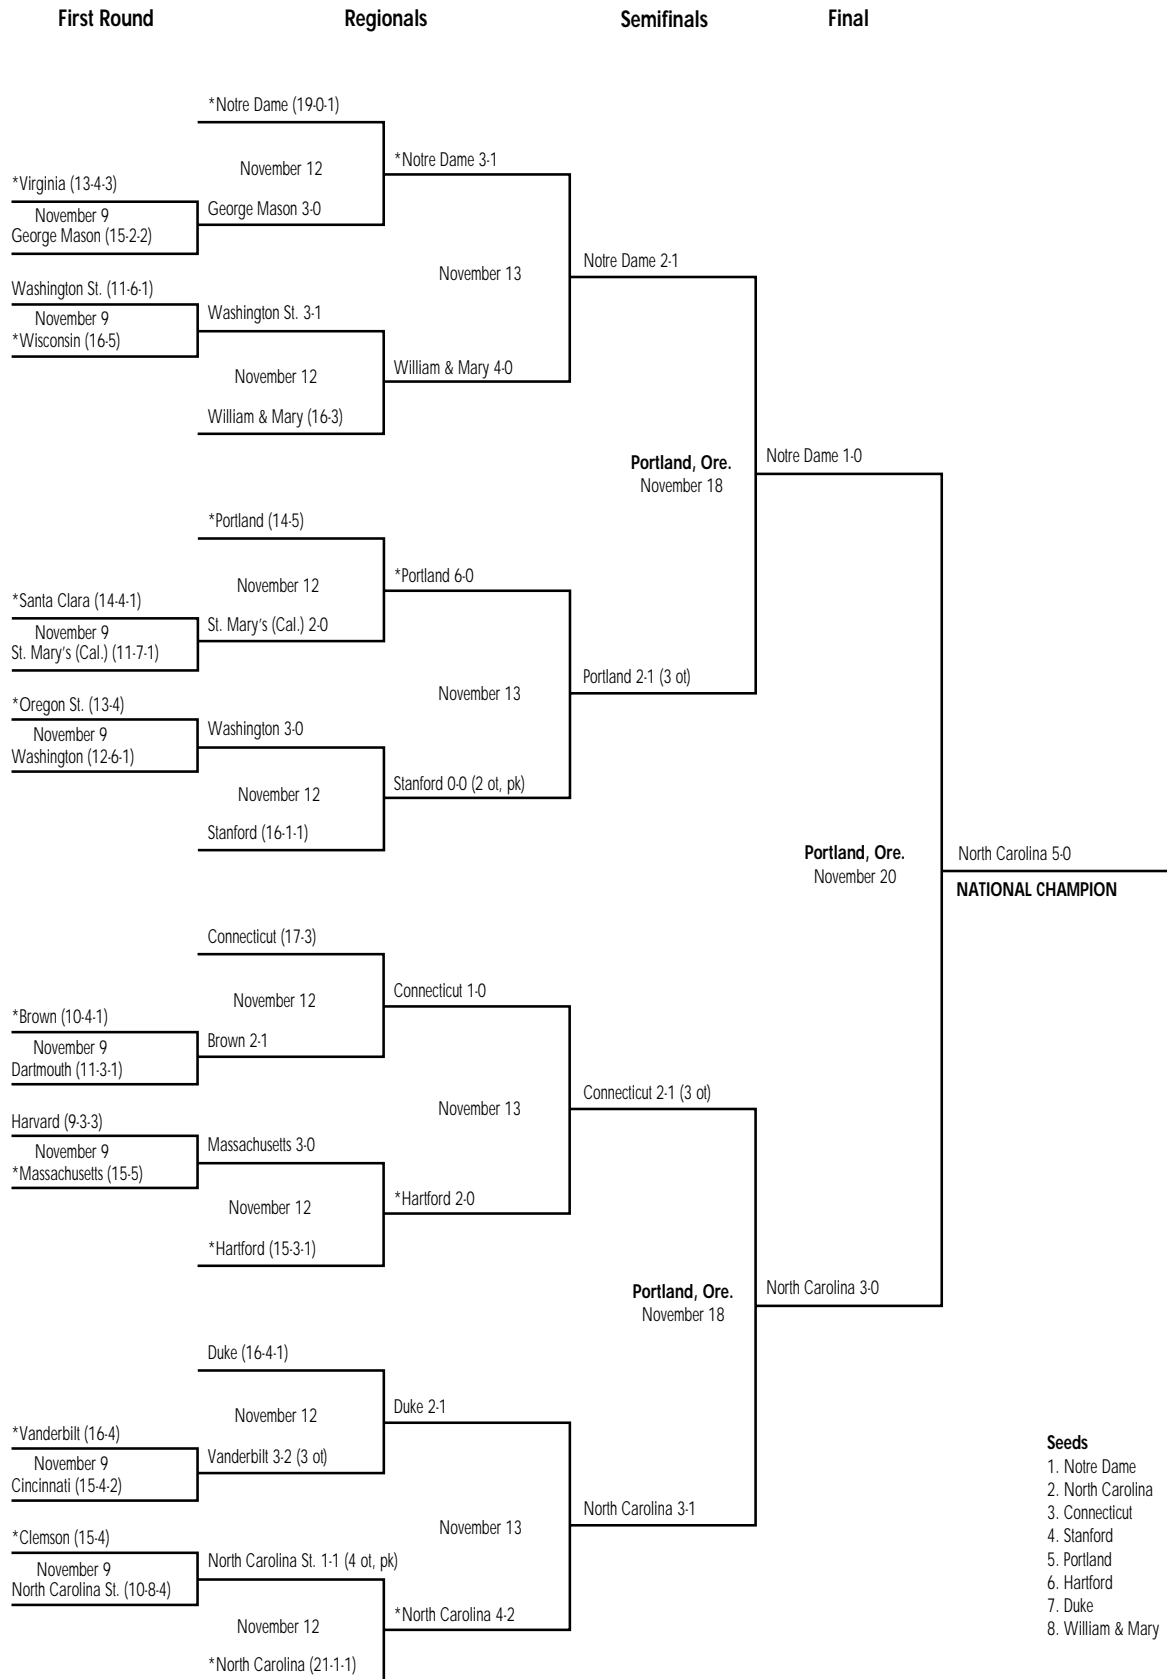 First Round Regionals Semifinals Final
*Notre Dame (19-0-1)
November 12
*Notre Dame 3-1
*Virginia (13-4-3)
November 9
George Mason (15-2-2)
George Mason 3-0
November 13
Notre Dame 2-1
Washington St. (11-6-1)
November 9
*Wisconsin (16-5)
Washington St. 3-1
November 12
William & Mary 4-0
William & Mary (16-3)
Portland, Ore.
November 18
Notre Dame 1-0
*Portland (14-5)
November 12
*Portland 6-0
*Santa Clara (14-4-1)
November 9
St. Mary's (Cal.) (11-7-1)
St. Mary's (Cal.) 2-0
November 13
Portland 2-1 (3 ot)
*Oregon St. (13-4)
November 9
Washington (12-6-1)
Washington 3-0
November 12
Stanford 0-0 (2 ot, pk)
Stanford (16-1-1)
Portland, Ore.
November 20
North Carolina 5-0
NATIONAL CHAMPION
Connecticut (17-3)
November 12
Connecticut 1-0
*Brown (10-4-1)
November 9
Dartmouth (11-3-1)
Brown 2-1
November 13
Connecticut 2-1 (3 ot)
Harvard (9-3-3)
November 9
*Massachusetts (15-5)
Massachusetts 3-0
November 12
*Hartford 2-0
*Hartford (15-3-1)
Portland, Ore.
November 18
North Carolina 3-0
Duke (16-4-1)
November 12
Duke 2-1
*Vanderbilt (16-4)
November 9
Cincinnati (15-4-2)
Vanderbilt 3-2 (3 ot)
November 13
North Carolina 3-1
*Clemson (15-4)
November 9
North Carolina St. (10-8-4)
North Carolina St. 1-1 (4 ot, pk)
November 12
*North Carolina 4-2
*North Carolina (21-1-1)
Seeds
1. Notre Dame
2. North Carolina
3. Connecticut
4. Stanford
5. Portland
6. Hartford
7. Duke
8. William & Mary